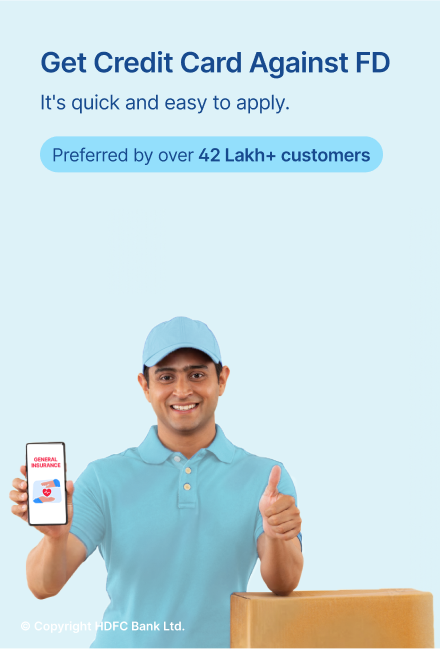 Get Credit Card Against FD
It's quick and easy to apply.
Preferred by over 42 Lakh+ customers
GENERAL
INSURANCE
© Copyright HDFC Bank Ltd.